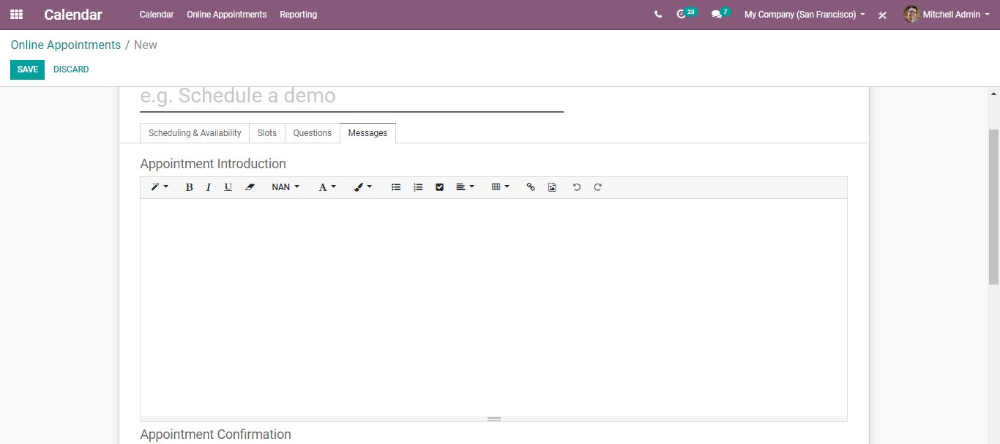 Calendar Calendar Online Appointments Reporting 23 7 My Company (San Francisco) Mitchell Admin
Online Appointments / New
SAVE DISCARD
e.g. Schedule a demo
Scheduling & Availability Slots Questions Messages
Appointment Introduction
B I U NAN A
Appointment Confirmation